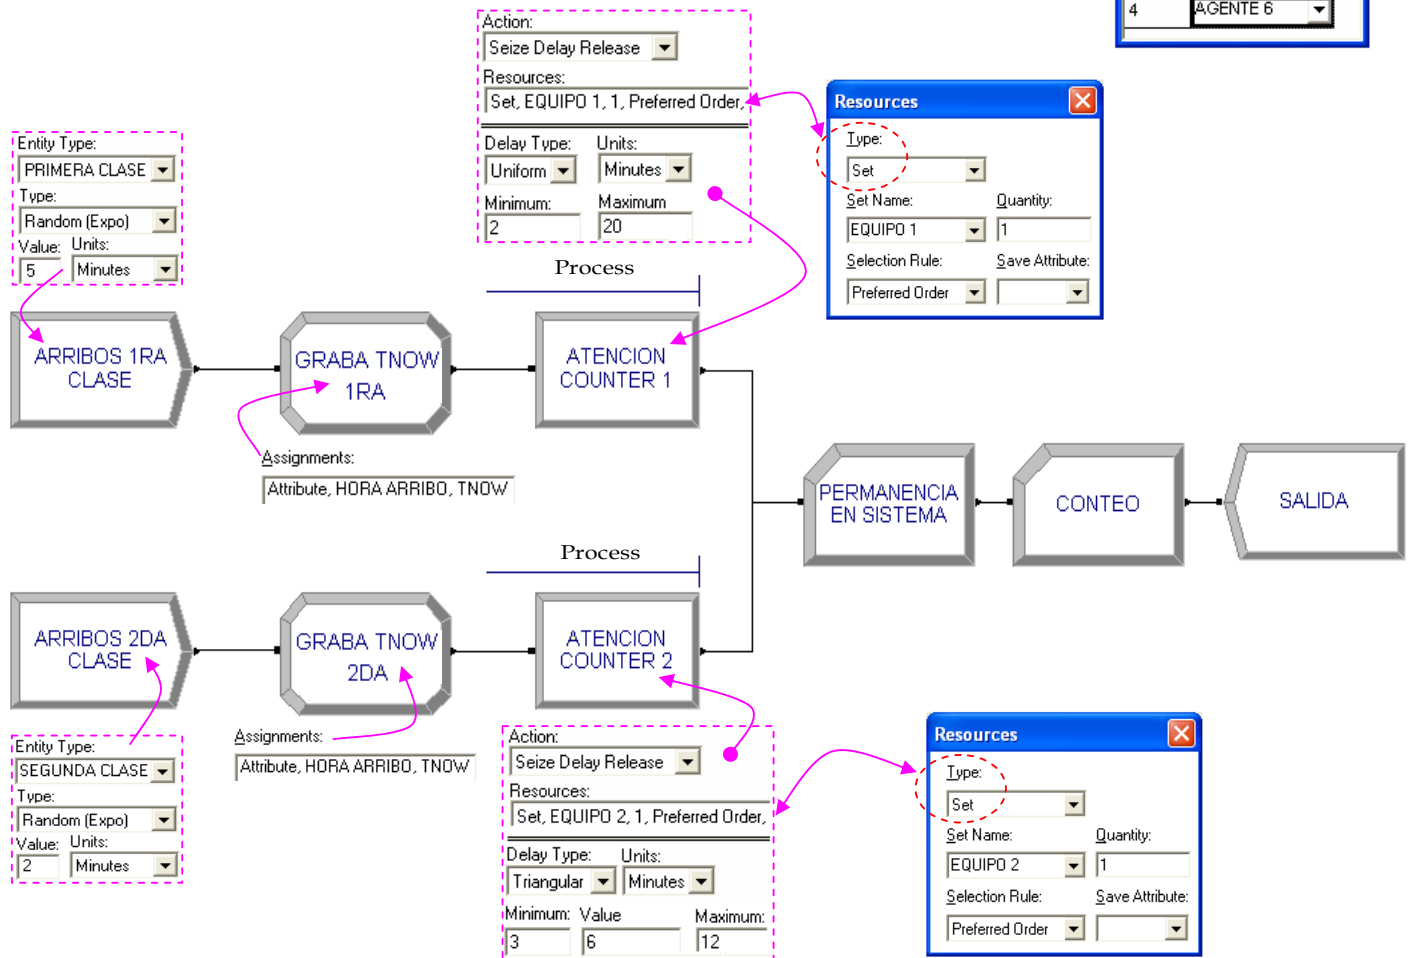 4 AGENTE 6
Action:
Seize Delay Release
Resources:
Set, EQUIPO 1, 1, Preferred Order,
Delay Type: Units:
Uniform Minutes
Minimum: Maximum
2 20
Resources
Type:
Set
Set Name: Quantity:
EQUIPO 1 1
Selection Rule: Save Attribute:
Preferred Order
Entity Type:
PRIMERA CLASE
Type:
Random (Expo)
Value: Units:
5 Minutes
Process
ARRIBOS 1RA
CLASE
GRABA TNOW
1RA
ATENCION
COUNTER 1
Assignments:
Attribute, HORA ARRIBO, TNOW
PERMANENCIA
EN SISTEMA
CONTEO
SALIDA
Process
ARRIBOS 2DA
CLASE
GRABA TNOW
2DA
ATENCION
COUNTER 2
Entity Type:
SEGUNDA CLASE
Type:
Random (Expo)
Value: Units:
2 Minutes
Assignments:
Attribute, HORA ARRIBO, TNOW
Action:
Seize Delay Release
Resources:
Set, EQUIPO 2, 1, Preferred Order,
Delay Type: Units:
Triangular Minutes
Minimum: Value Maximum:
3 6 12
Resources
Type:
Set
Set Name: Quantity:
EQUIPO 2 1
Selection Rule: Save Attribute:
Preferred Order